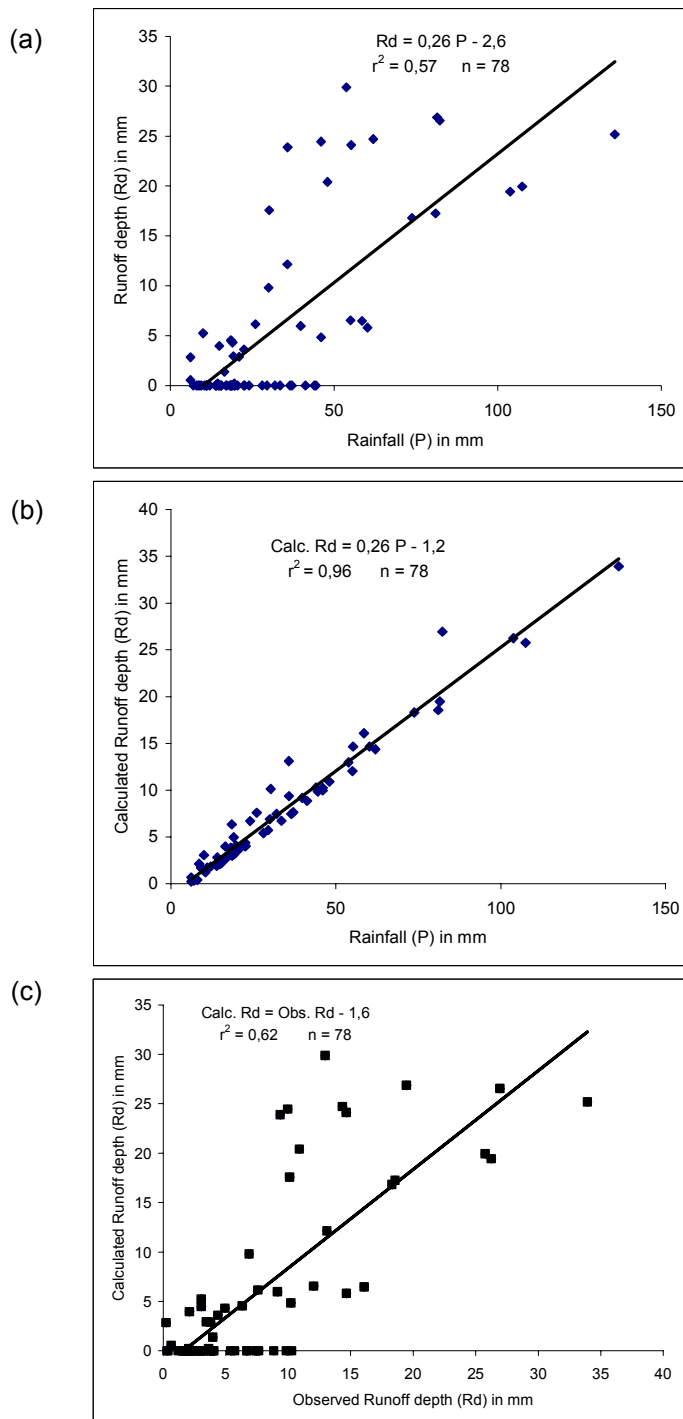 (a)
Rd = 0,26 P - 2,6
r² = 0,57 n = 78
Runoff depth (Rd) in mm
35
30
25
20
15
10
5
0
0 50 100 150
Rainfall (P) in mm
(b)
Calc. Rd = 0,26 P - 1,2
r² = 0,96 n = 78
Calculated Runoff depth (Rd) in mm
40
35
30
25
20
15
10
5
0
0 50 100 150
Rainfall (P) in mm
(c)
Calc. Rd = Obs. Rd - 1,6
r² = 0,62 n = 78
Calculated Runoff depth (Rd) in mm
35
30
25
20
15
10
5
0
0 5 10 15 20 25 30 35 40
Observed Runoff depth (Rd) in mm